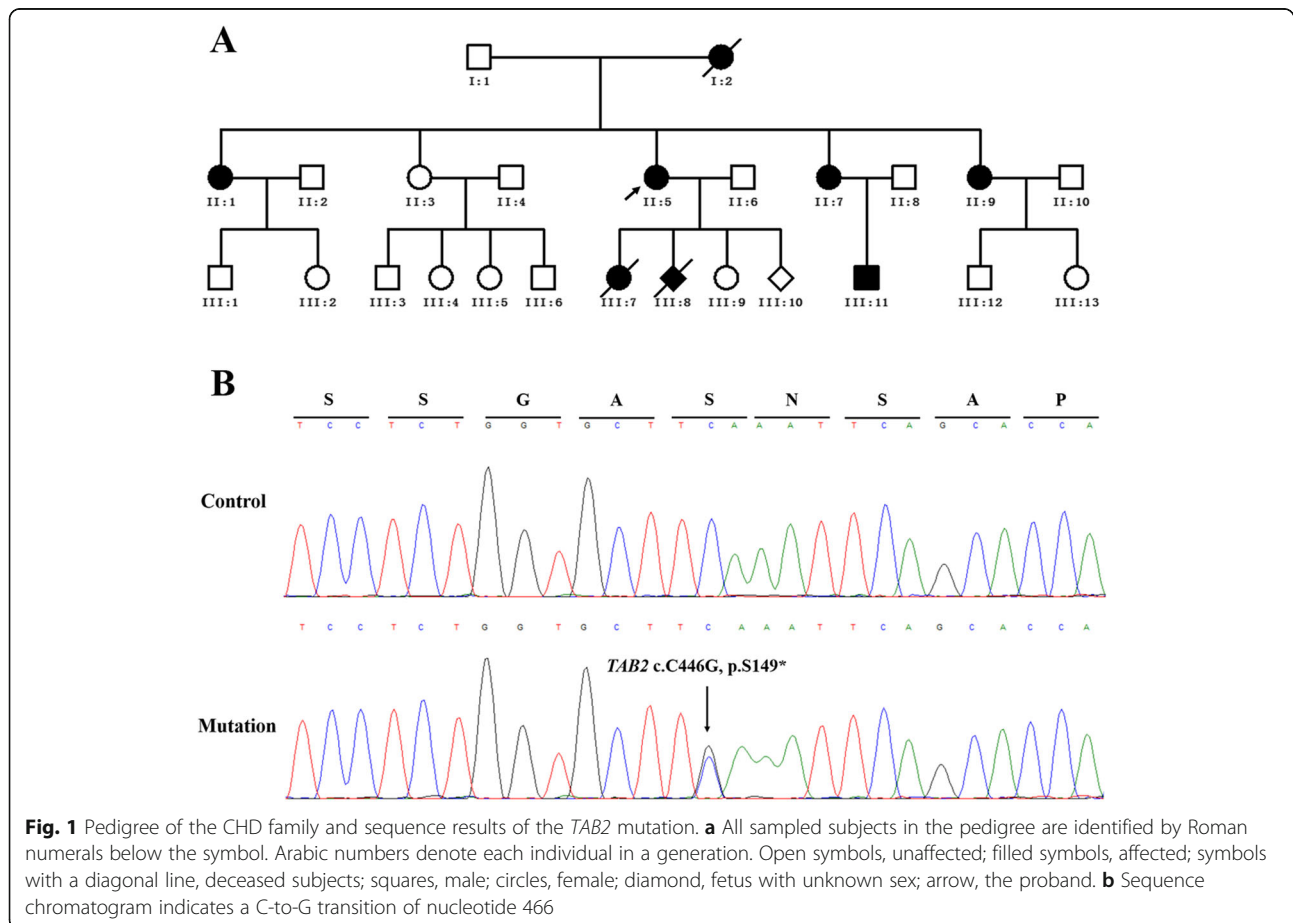 A
I:1
I:2
II:1
II:2
II:3
II:4
II:5
II:6
II:7
II:8
II:9
II:10
III:1
III:2
III:3
III:4
III:5
III:6
III:7
III:8
III:9
III:10
III:11
III:12
III:13
B
S S G A S N S A P
T C C T C T G G T G C T T C A A A T T C A G C A C C A
Control
T C C T C T G G T G C T T C A A A T T C A G C A C C A
TAB2 c.C446G, p.S149*
Mutation
Fig. 1 Pedigree of the CHD family and sequence results of the TAB2 mutation. a All sampled subjects in the pedigree are identified by Roman
numerals below the symbol. Arabic numbers denote each individual in a generation. Open symbols, unaffected; filled symbols, affected; symbols
with a diagonal line, deceased subjects; squares, male; circles, female; diamond, fetus with unknown sex; arrow, the proband. b Sequence
chromatogram indicates a C-to-G transition of nucleotide 466